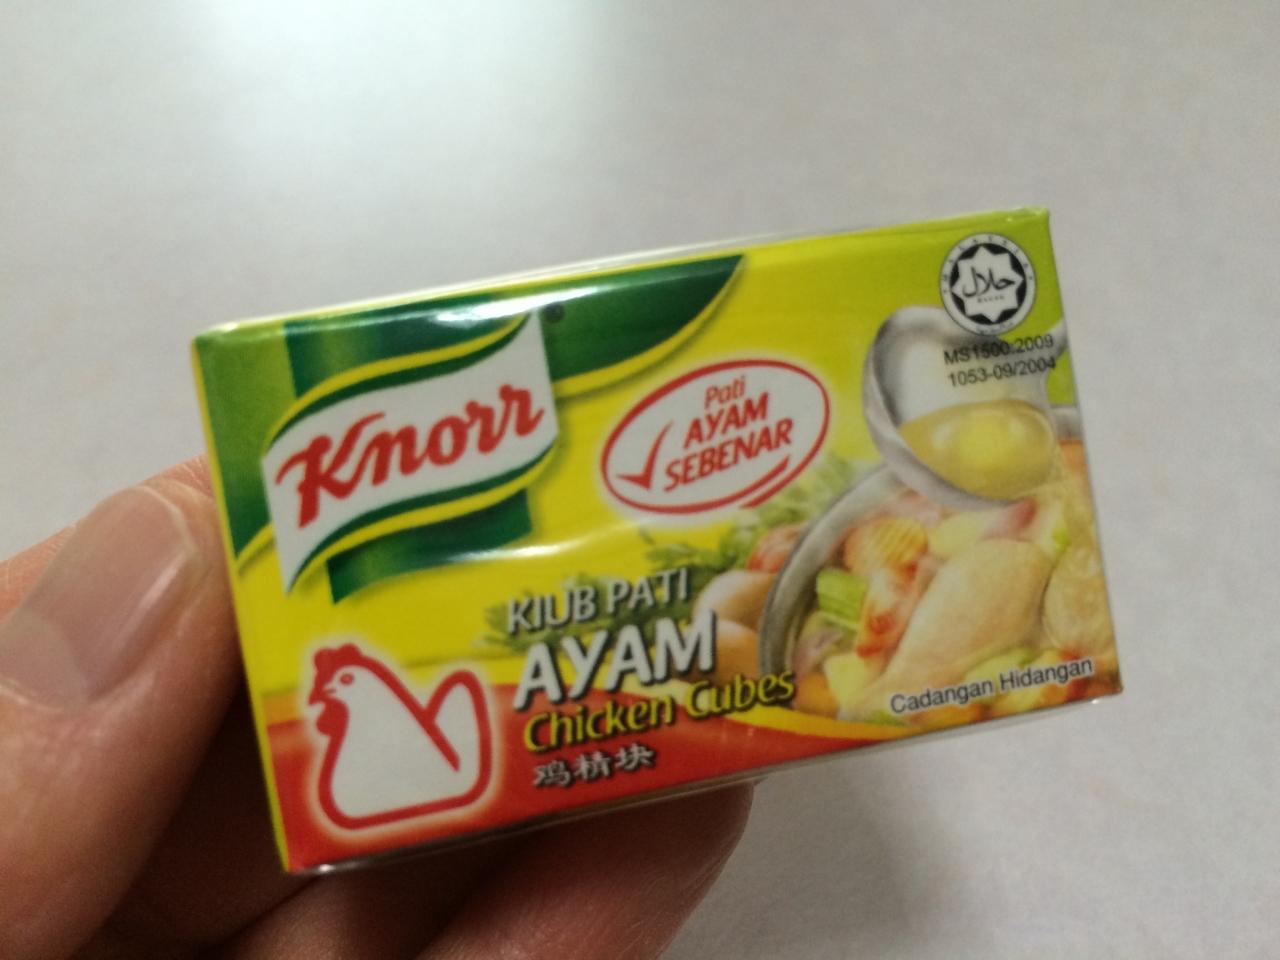 Knorr
Pati
AYAM
SEBENAR
حلال
MS1500:2009
1053-09/2004
KIUB PATI
AYAM
Chicken Cubes
鸡精块
Cadangan Hidangan